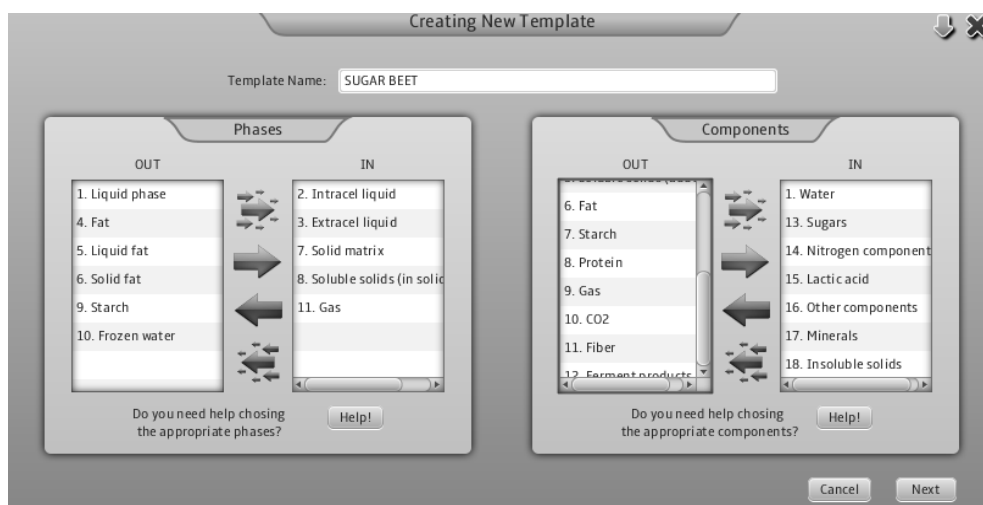 Creating New Template
Template Name: SUGAR BEET
Phases
OUT
IN
1. Liquid phase
4. Fat
5. Liquid fat
6. Solid fat
9. Starch
10. Frozen water
2. Intracel liquid
3. Extracel liquid
7. Solid matrix
8. Soluble solids (in solid
11. Gas
Do you need help chosing
the appropriate phases?
Help!
Components
OUT
IN
6. Fat
7. Starch
8. Protein
9. Gas
10. CO2
11. Fiber
12. Ferment products
1. Water
13. Sugars
14. Nitrogen component
15. Lactic acid
16. Other components
17. Minerals
18. Insoluble solids
Do you need help chosing
the appropriate components?
Help!
Cancel
Next